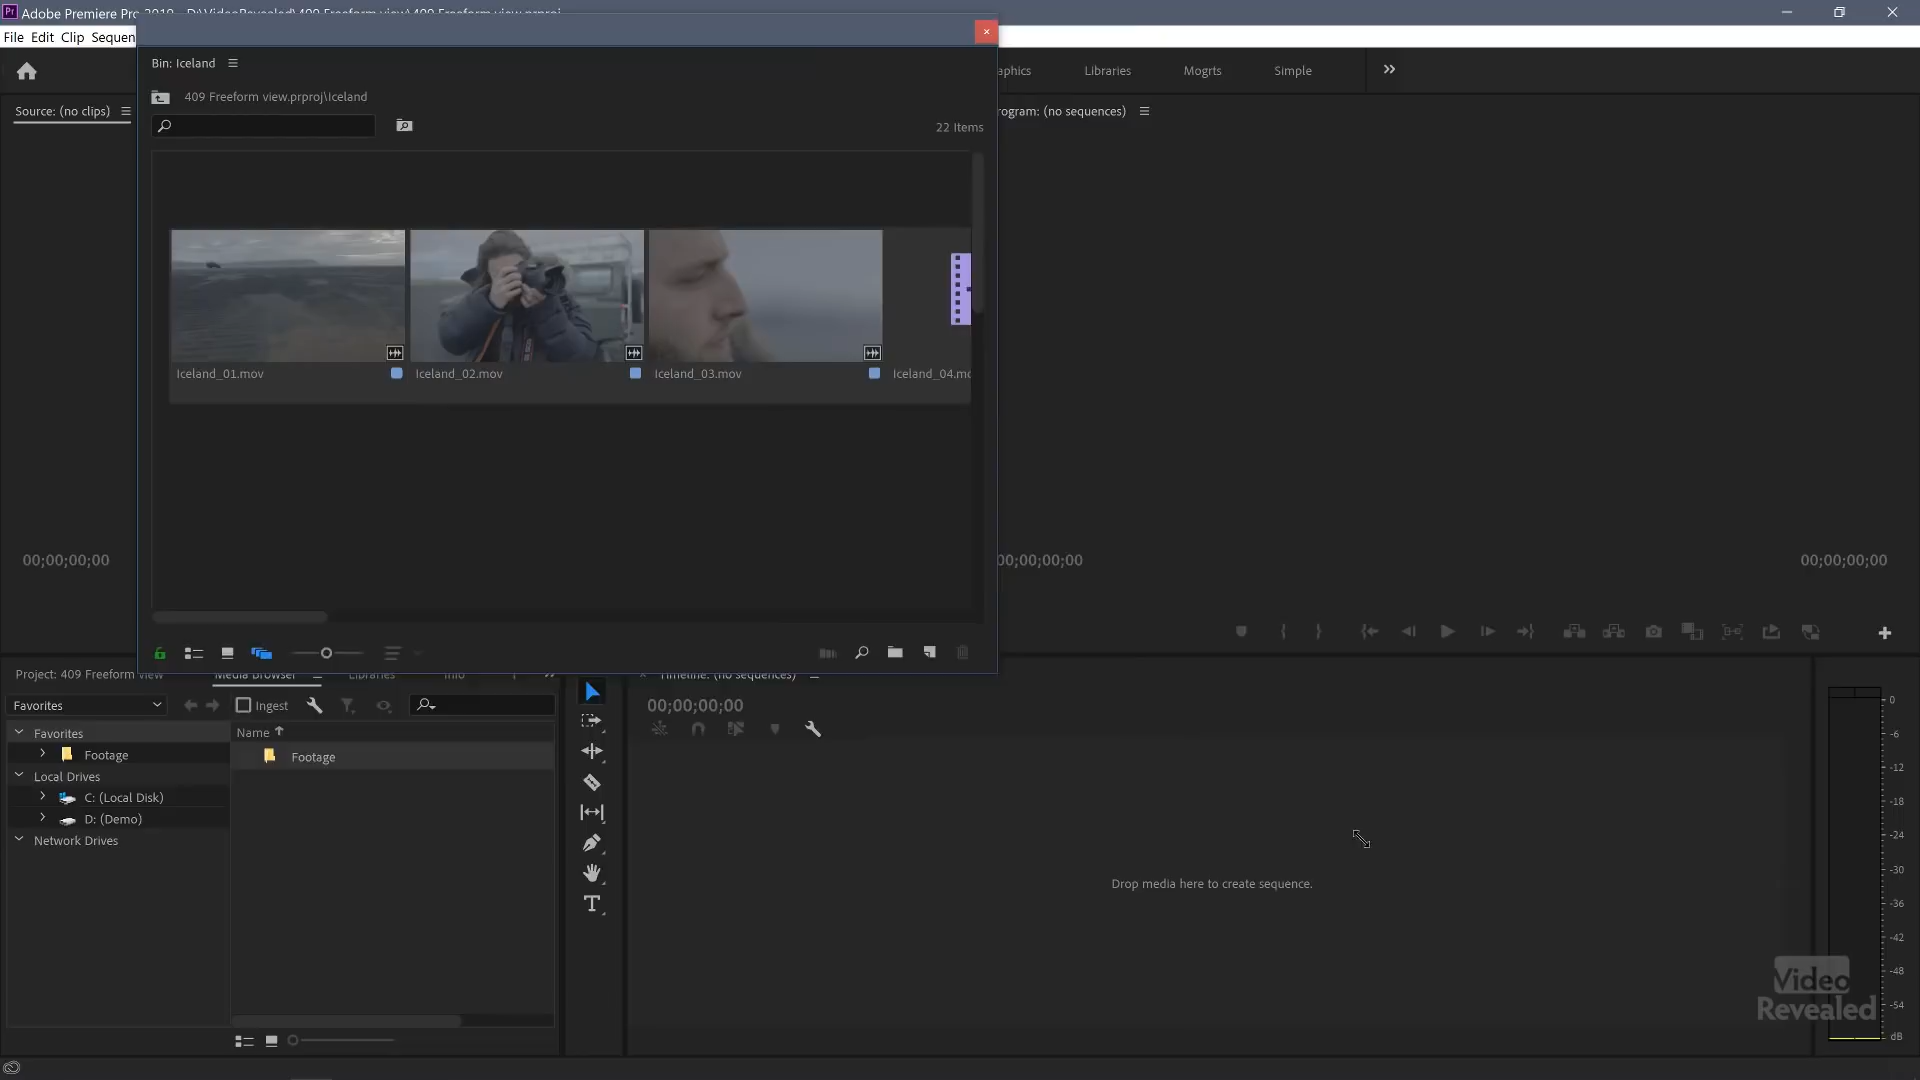 Adobe Premiere Pro 2019 - D:\VideoRevealed\409 Freeform view\409 Freeform view.prproj
File Edit Clip Sequen
Bin: Iceland
409 Freeform view.prproj\Iceland
22 Items
aphics
Libraries
Mogrts
Simple
Source: (no clips)
rogram: (no sequences)
Iceland_01.mov
Iceland_02.mov
Iceland_03.mov
Iceland_04.mo
00;00;00;00
00;00;00;00
00;00;00;00
Project: 409 Freeform view
Media Browser
Libraries
Info
Timeline: (no sequences)
Favorites
Ingest
00;00;00;00
Favorites
Name
Footage
Footage
Local Drives
C: (Local Disk)
D: (Demo)
Network Drives
Drop media here to create sequence.
0
-6
-12
-18
-24
-30
-36
-42
-48
-54
dB
Video
Revealed